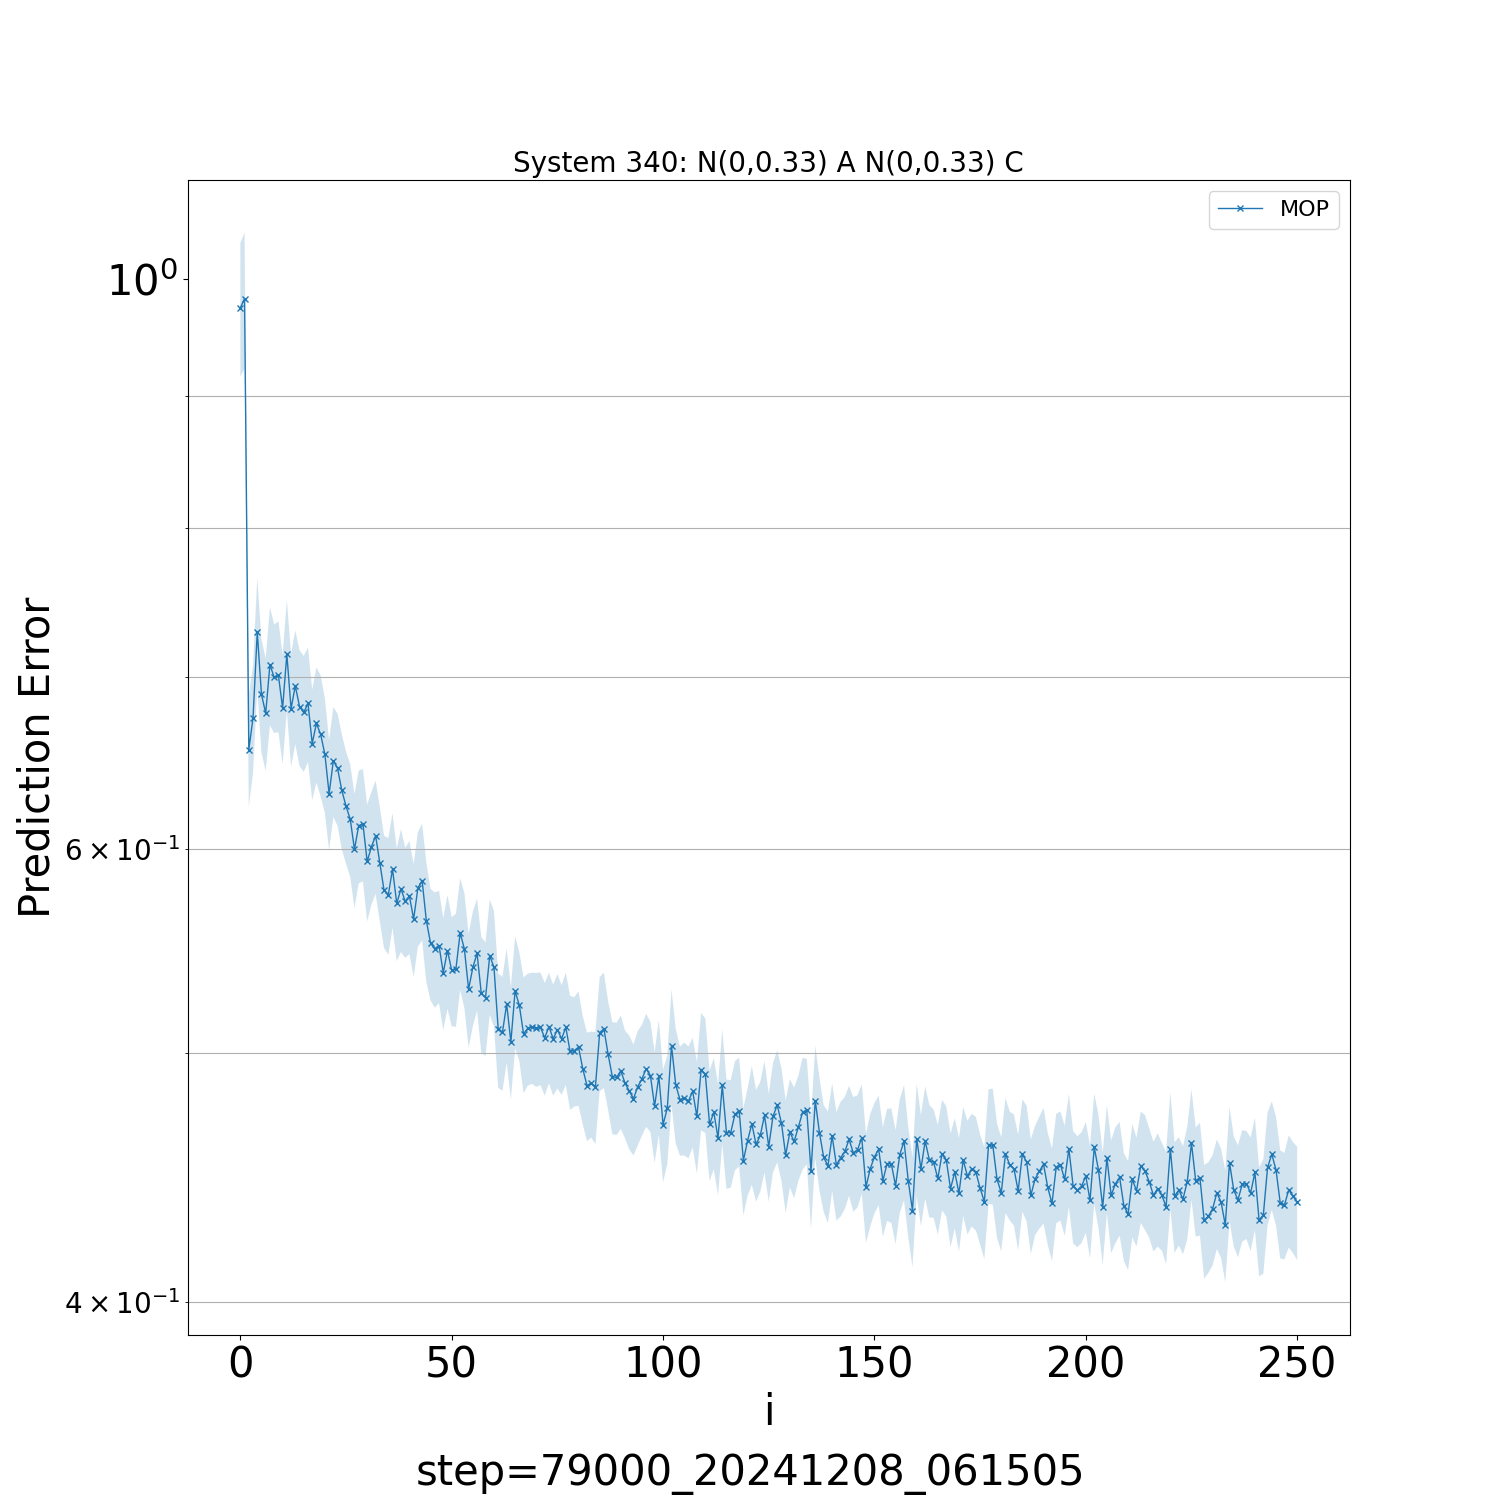 System 340: N(0,0.33) A N(0,0.33) C
MOP
10⁰
6 × 10⁻¹
4 × 10⁻¹
Prediction Error
0 50 100 150 200 250
i
step=79000_20241208_061505